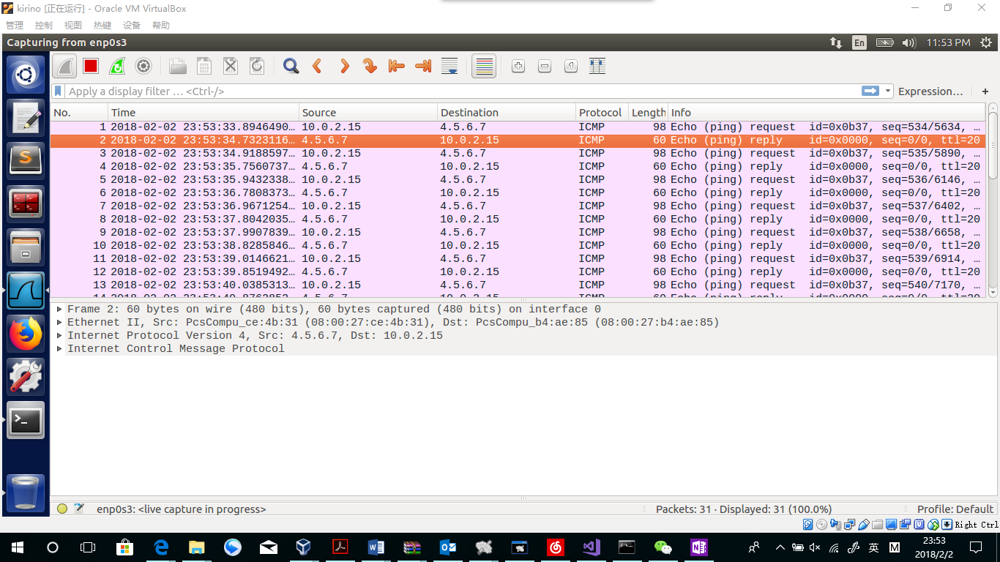 kirino [正在运行] - Oracle VM VirtualBox
管理 控制 视图 热键 设备 帮助
Capturing from enp0s3
En
11:53 PM
Apply a display filter … <Ctrl-/>
Expression… +
No. Time Source Destination Protocol Length Info
1 2018-02-02 23:53:33.8946490… 10.0.2.15 4.5.6.7 ICMP 98 Echo (ping) request id=0x0b37, seq=534/5634, …
2 2018-02-02 23:53:34.7323116… 4.5.6.7 10.0.2.15 ICMP 60 Echo (ping) reply id=0x0000, seq=0/0, ttl=20
3 2018-02-02 23:53:34.9188597… 10.0.2.15 4.5.6.7 ICMP 98 Echo (ping) request id=0x0b37, seq=535/5890, …
4 2018-02-02 23:53:35.7560737… 4.5.6.7 10.0.2.15 ICMP 60 Echo (ping) reply id=0x0000, seq=0/0, ttl=20
5 2018-02-02 23:53:35.9432338… 10.0.2.15 4.5.6.7 ICMP 98 Echo (ping) request id=0x0b37, seq=536/6146, …
6 2018-02-02 23:53:36.7808373… 4.5.6.7 10.0.2.15 ICMP 60 Echo (ping) reply id=0x0000, seq=0/0, ttl=20
7 2018-02-02 23:53:36.9671254… 10.0.2.15 4.5.6.7 ICMP 98 Echo (ping) request id=0x0b37, seq=537/6402, …
8 2018-02-02 23:53:37.8042035… 4.5.6.7 10.0.2.15 ICMP 60 Echo (ping) reply id=0x0000, seq=0/0, ttl=20
9 2018-02-02 23:53:37.9907839… 10.0.2.15 4.5.6.7 ICMP 98 Echo (ping) request id=0x0b37, seq=538/6658, …
10 2018-02-02 23:53:38.8285846… 4.5.6.7 10.0.2.15 ICMP 60 Echo (ping) reply id=0x0000, seq=0/0, ttl=20
11 2018-02-02 23:53:39.0146621… 10.0.2.15 4.5.6.7 ICMP 98 Echo (ping) request id=0x0b37, seq=539/6914, …
12 2018-02-02 23:53:39.8519492… 4.5.6.7 10.0.2.15 ICMP 60 Echo (ping) reply id=0x0000, seq=0/0, ttl=20
13 2018-02-02 23:53:40.0385313… 10.0.2.15 4.5.6.7 ICMP 98 Echo (ping) request id=0x0b37, seq=540/7170, …
Frame 2: 60 bytes on wire (480 bits), 60 bytes captured (480 bits) on interface 0
Ethernet II, Src: PcsCompu_ce:4b:31 (08:00:27:ce:4b:31), Dst: PcsCompu_b4:ae:85 (08:00:27:b4:ae:85)
Internet Protocol Version 4, Src: 4.5.6.7, Dst: 10.0.2.15
Internet Control Message Protocol
enp0s3: <live capture in progress>
Packets: 31 · Displayed: 31 (100.0%)
Profile: Default
Right Ctrl
英 M
23:53
2018/2/2